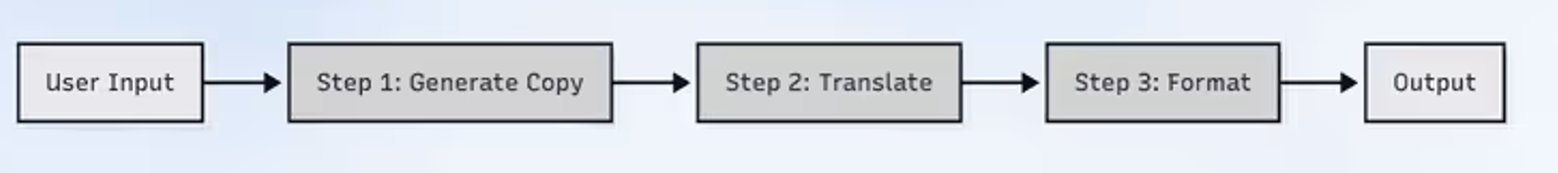 User Input
Step 1: Generate Copy
Step 2: Translate
Step 3: Format
Output